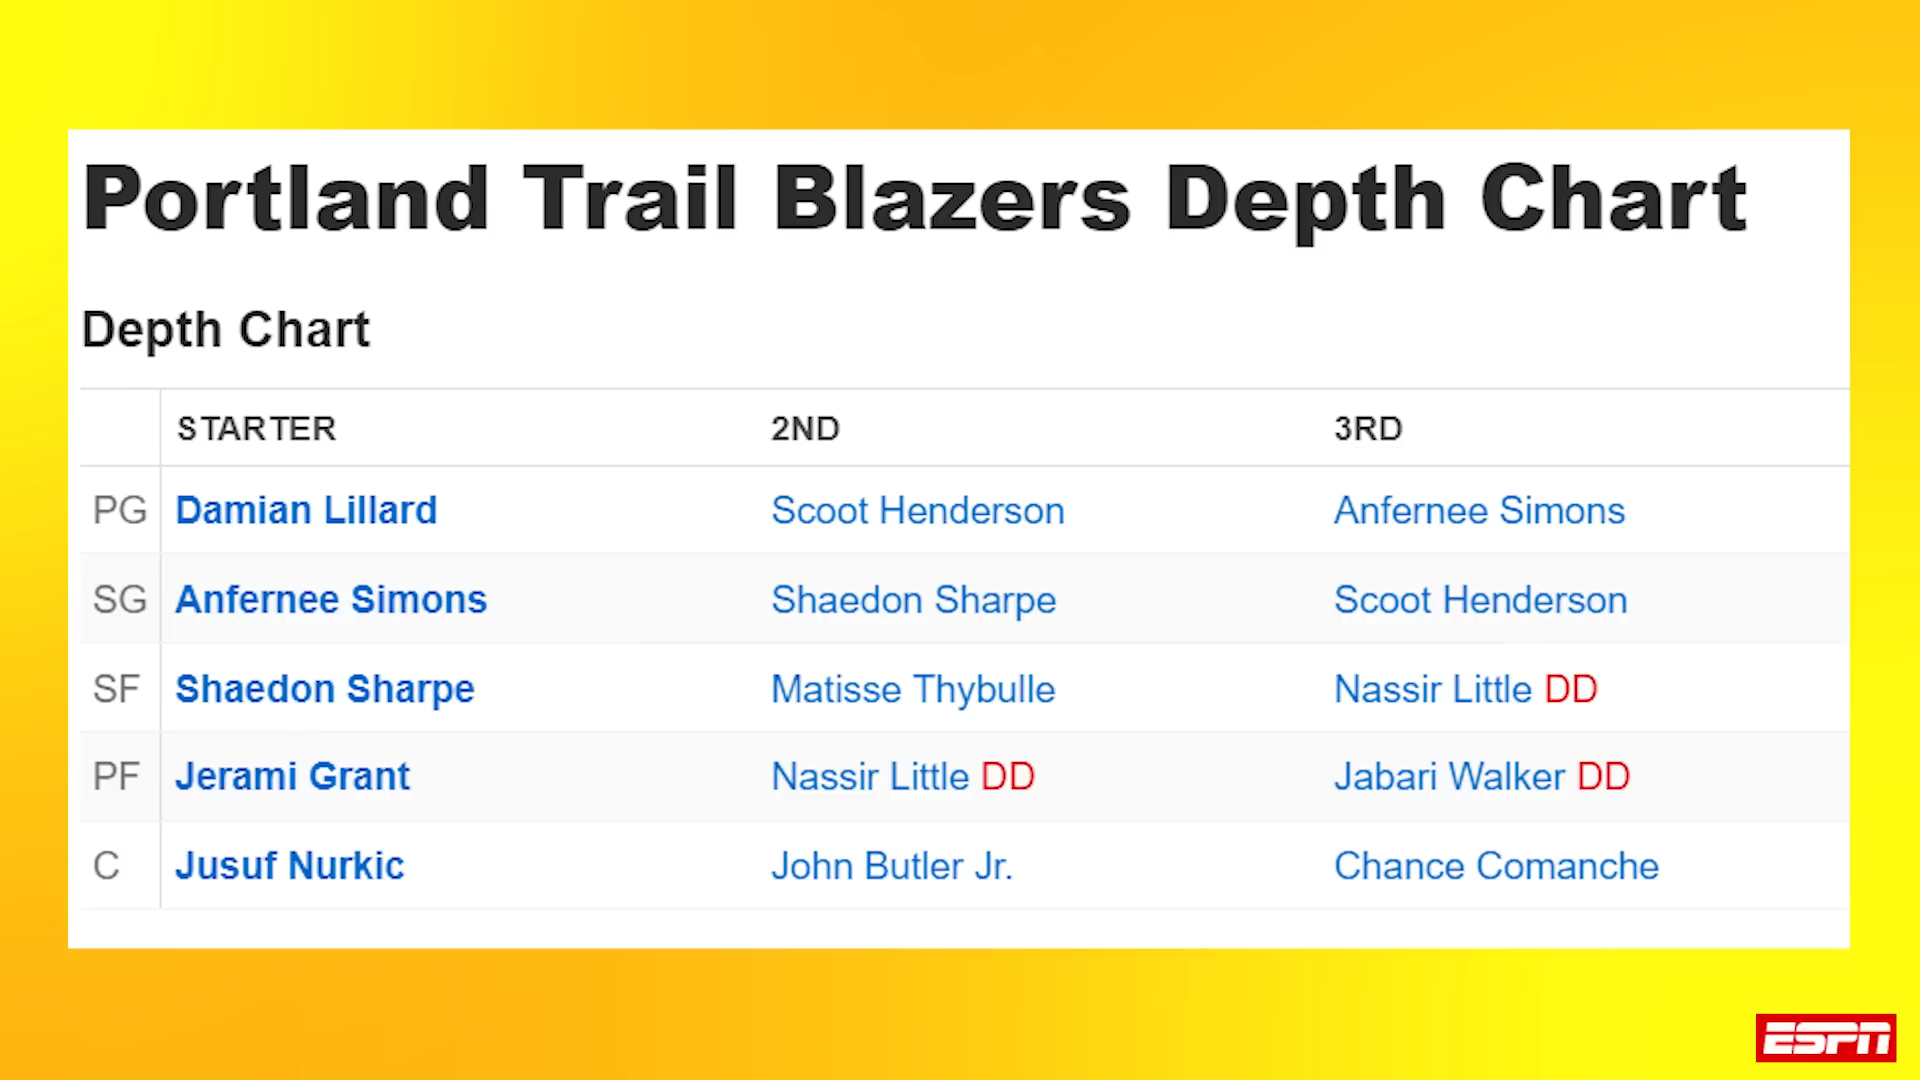 Portland Trail Blazers Depth Chart
Depth Chart
STARTER 2ND 3RD
PG Damian Lillard Scoot Henderson Anfernee Simons
SG Anfernee Simons Shaedon Sharpe Scoot Henderson
SF Shaedon Sharpe Matisse Thybulle Nassir Little DD
PF Jerami Grant Nassir Little DD Jabari Walker DD
C Jusuf Nurkic John Butler Jr. Chance Comanche
ESPN